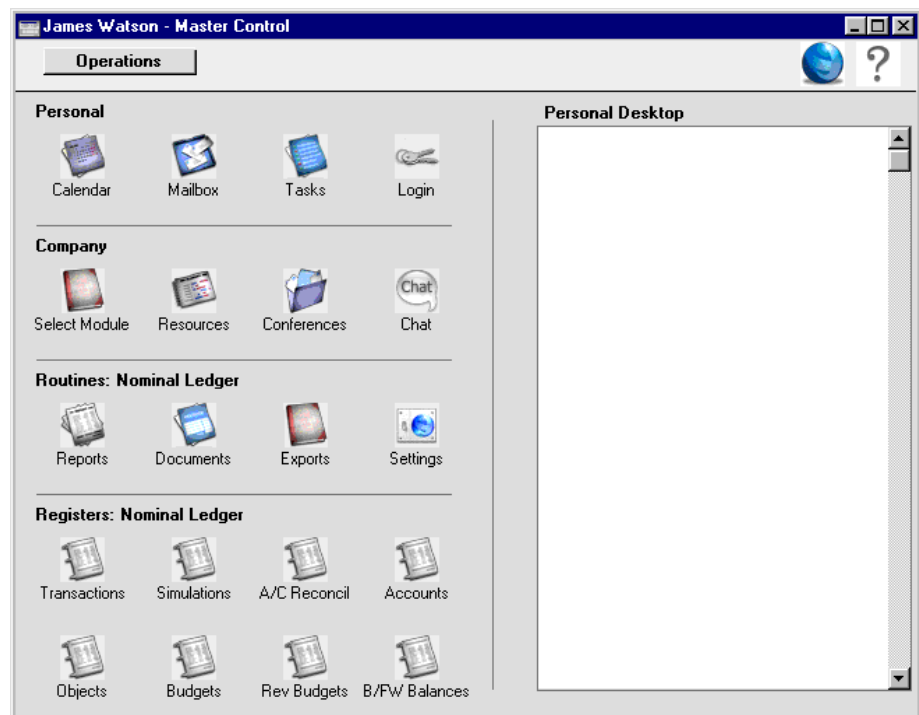 James Watson - Master Control
Operations
?
Personal
Calendar Mailbox Tasks Login
Company
Chat
Select Module Resources Conferences Chat
Routines: Nominal Ledger
Reports Documents Exports Settings
Registers: Nominal Ledger
Transactions Simulations A/C Reconcil Accounts
Objects Budgets Rev Budgets B/FW Balances
Personal Desktop